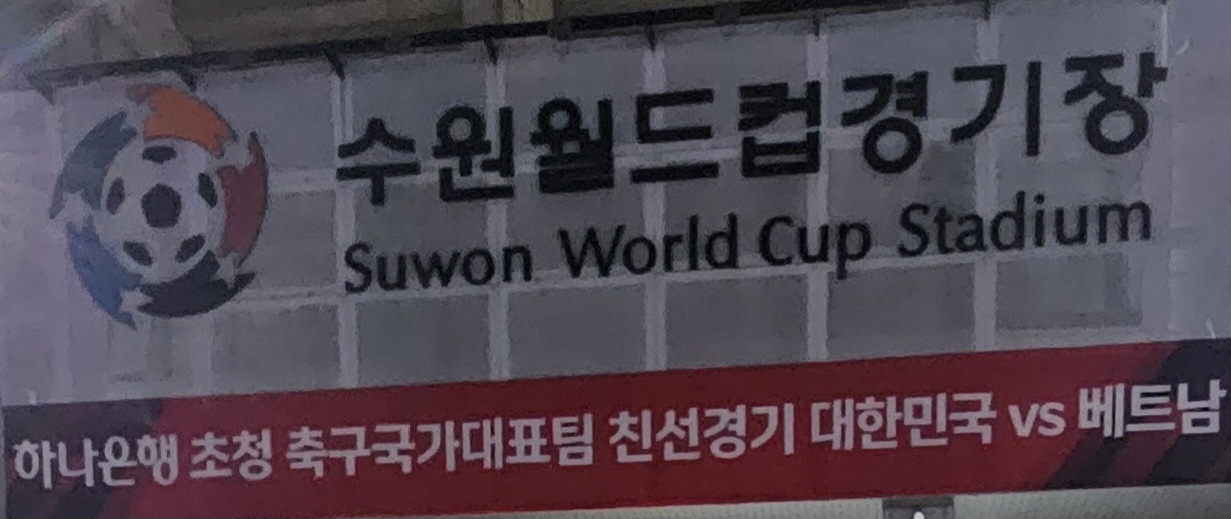 수원월드컵경기장
Suwon World Cup Stadium
하나은행 초청 축구국가대표팀 친선경기 대한민국 vs 베트남